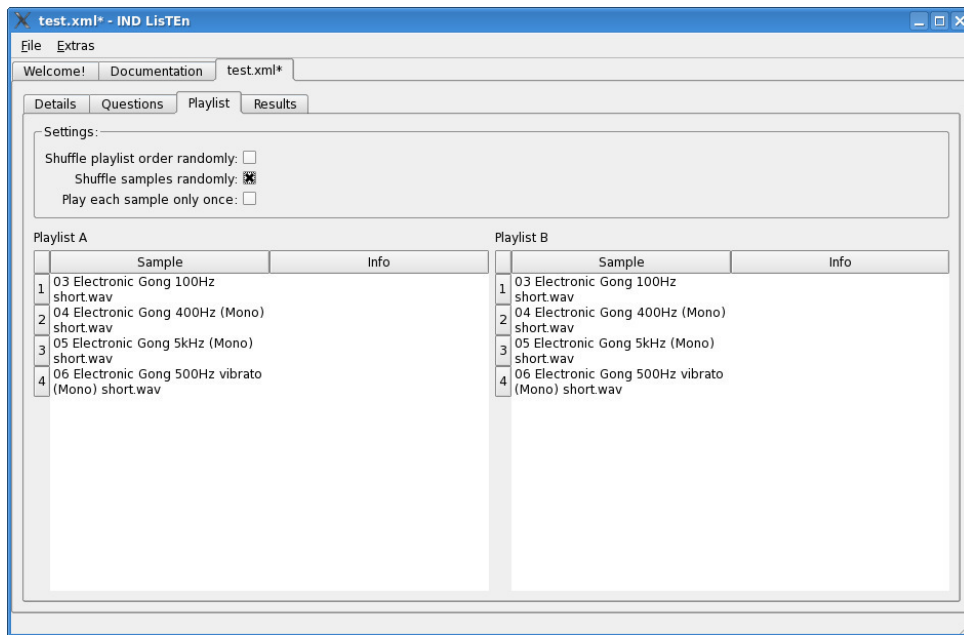 test.xml* - IND LisTEn
File Extras
Welcome! Documentation test.xml*
Details Questions Playlist Results
Settings:
Shuffle playlist order randomly:
Shuffle samples randomly:
Play each sample only once:
Playlist A
Sample Info
1 03 Electronic Gong 100Hz
short.wav
2 04 Electronic Gong 400Hz (Mono)
short.wav
3 05 Electronic Gong 5kHz (Mono)
short.wav
4 06 Electronic Gong 500Hz vibrato
(Mono) short.wav
Playlist B
Sample Info
1 03 Electronic Gong 100Hz
short.wav
2 04 Electronic Gong 400Hz (Mono)
short.wav
3 05 Electronic Gong 5kHz (Mono)
short.wav
4 06 Electronic Gong 500Hz vibrato
(Mono) short.wav